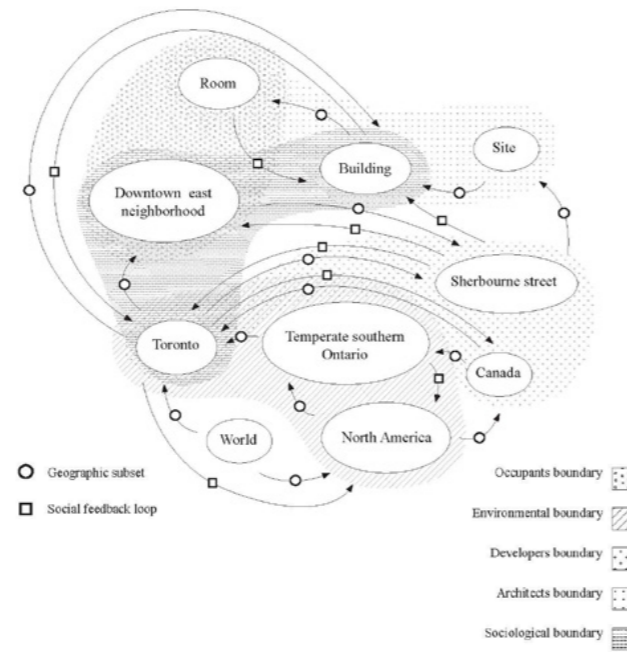 Room
Site
Building
Downtown east
neighborhood
Sherbourne street
Temperate southern
Ontario
Toronto
Canada
World
North America
Geographic subset
Social feedback loop
Occupants boundary
Environmental boundary
Developers boundary
Architects boundary
Sociological boundary